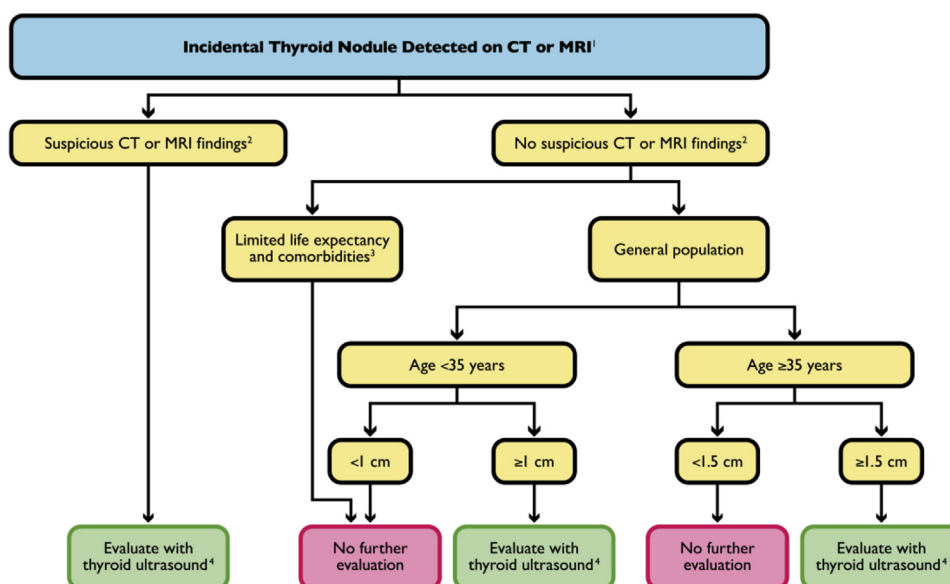 Incidental Thyroid Nodule Detected on CT or MRI¹
Suspicious CT or MRI findings²
No suspicious CT or MRI findings²
Limited life expectancy
and comorbidities³
General population
Age <35 years
Age ≥35 years
<1 cm
≥1 cm
<1.5 cm
≥1.5 cm
Evaluate with
thyroid ultrasound⁴
No further
evaluation
Evaluate with
thyroid ultrasound⁴
No further
evaluation
Evaluate with
thyroid ultrasound⁴